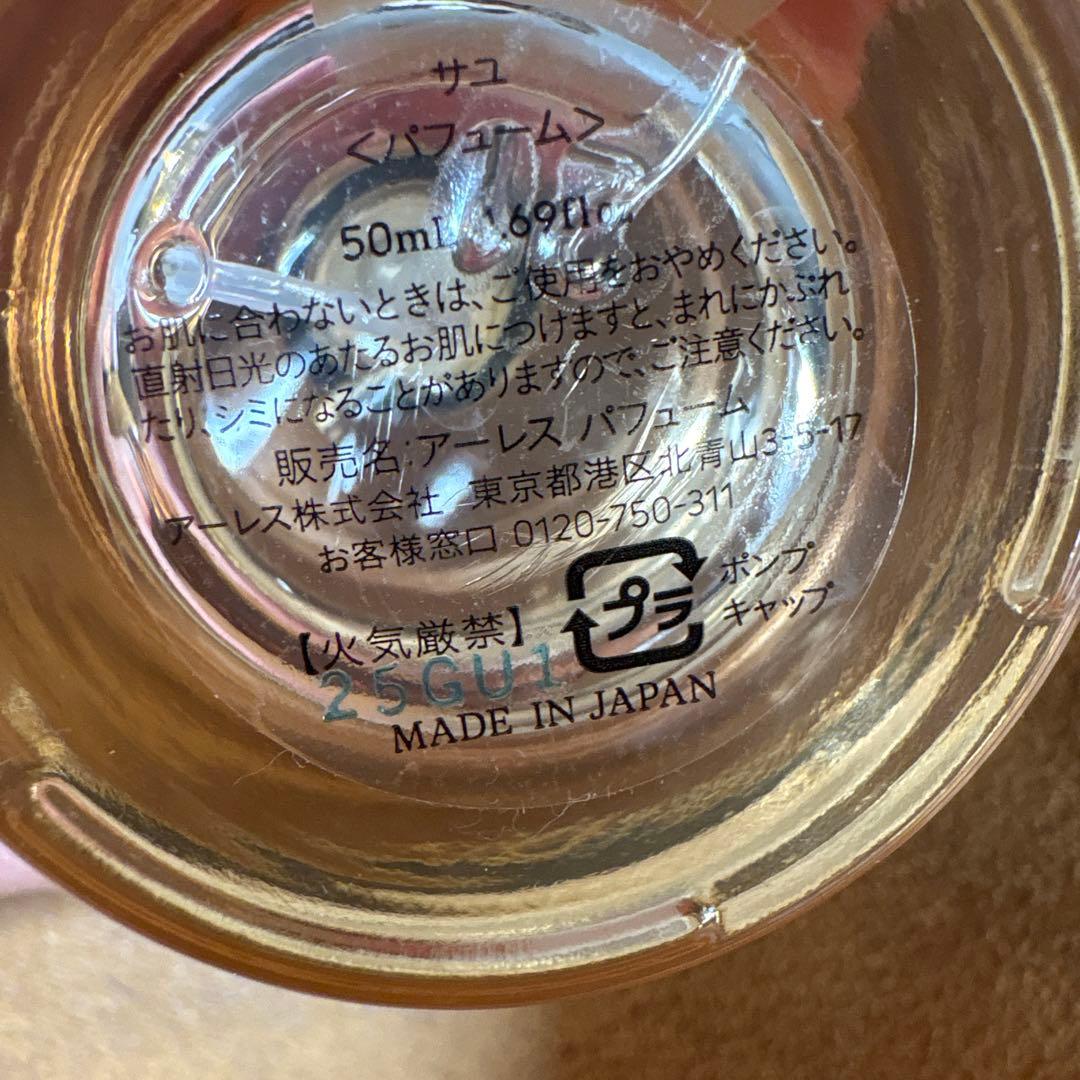 サユ
<パフューム>
50mL 1.69fl oz
お肌に合わないときは、ご使用をおやめください。
直射日光のあたるお肌につけますと、まれにかぶれ
たり、シミになることがありますので、ご注意ください。
販売名:アーレス パフューム
アーレス株式会社 東京都港区北青山3-5-17
お客様窓口 0120-750-311
プラ
ポンプ
キャップ
【火気厳禁】
25GU1
MADE IN JAPAN